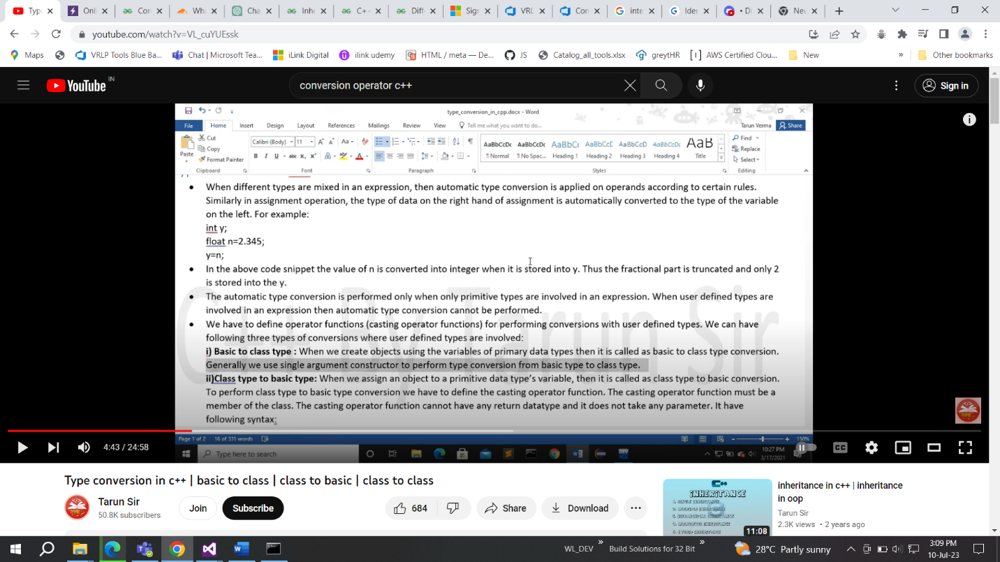 Type
Onl
Con
Wha
Cha
Inhe
C++
Diff
Sign
VRL
Con
inte
Iden
• Di
New
youtube.com/watch?v=VL_cuYUEssk
Maps
VRLP Tools Blue Ba...
Chat | Microsoft Tea...
iLink Digital
ilink udemy
HTML / meta — De...
JS
Catalog_all_tools.xlsx
greytHR
AWS Certified Clou...
New
»
Other bookmarks
YouTube IN
conversion operator c++
Sign in
type_conversion_in_cpp.docx - Word
File Home Insert Design Layout References Mailings Review View Tell me what you want to do...
Tarun Verma Share
Paste
Cut
Copy
Format Painter
Calibri (Body) 11
AaBbCcDc AaBbCcDc AaBbCc AaBbCcE AaBbCcD AaBbCcDc AaB
¶ Normal ¶ No Spac... Heading 1 Heading 2 Heading 3 Heading 4 Title
Find
Replace
Select
Clipboard Font Paragraph Styles Editing
• When different types are mixed in an expression, then automatic type conversion is applied on operands according to certain rules.
Similarly in assignment operation, the type of data on the right hand of assignment is automatically converted to the type of the variable
on the left. For example:
int y;
float n=2.345;
y=n;
• In the above code snippet the value of n is converted into integer when it is stored into y. Thus the fractional part is truncated and only 2
is stored into the y.
• The automatic type conversion is performed only when only primitive types are involved in an expression. When user defined types are
involved in an expression then automatic type conversion cannot be performed.
• We have to define operator functions (casting operator functions) for performing conversions with user defined types. We can have
following three types of conversions where user defined types are involved:
i) Basic to class type : When we create objects using the variables of primary data types then it is called as basic to class type conversion.
Generally we use single argument constructor to perform type conversion from basic type to class type.
ii)Class type to basic type: When we assign an object to a primitive data type's variable, then it is called as class type to basic conversion.
To perform class type to basic type conversion we have to define the casting operator function. The casting operator function must be a
member of the class. The casting operator function cannot have any return datatype and it does not take any parameter. It have
following syntax:
C++ By Tarun Sir
Page 1 of 2 16 of 331 words
150%
Type here to search
10:27 PM
3/17/2021
4:43 / 24:58
CC
Type conversion in c++ | basic to class | class to basic | class to class
Tarun Sir
50.8K subscribers
Join
Subscribe
684
Share
Download
C++
INHERITANCE
11:08
inheritance in c++ | inheritance
in oop
Tarun Sir
2.3K views • 2 years ago
WL_DEV
»
Build Solutions for 32 Bit
»
28°C Partly sunny
3:09 PM
10-Jul-23